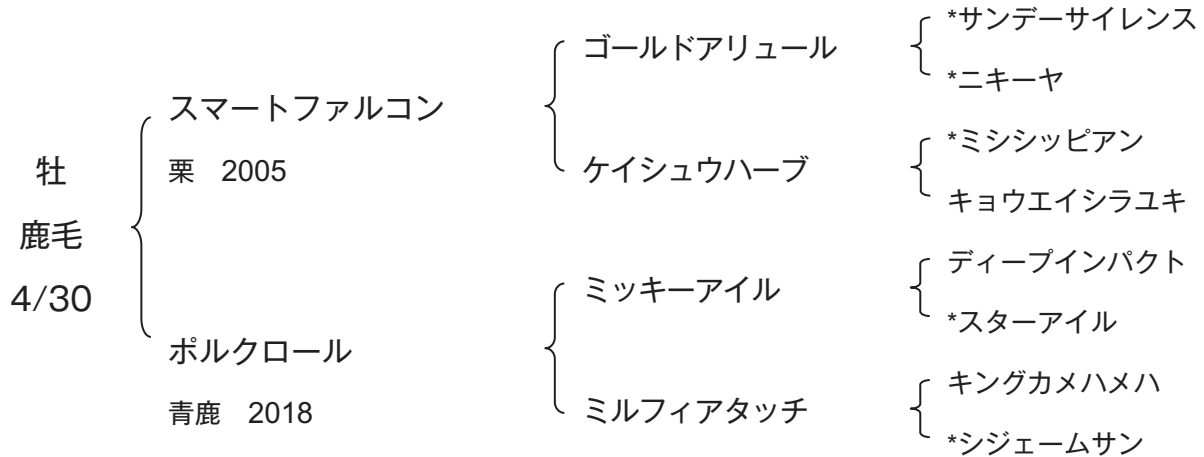 牡
鹿毛
4/30
スマートファルコン
栗 2005
ポルクロール
青鹿 2018
ゴールドアリュール
ケイシュウハーブ
ミッキーアイル
ミルフィアタッチ
*サンデーサイレンス
*ニキーヤ
*ミシシッピアン
キョウエイシラユキ
ディープインパクト
*スターアイル
キングカメハメハ
*シジェームサン